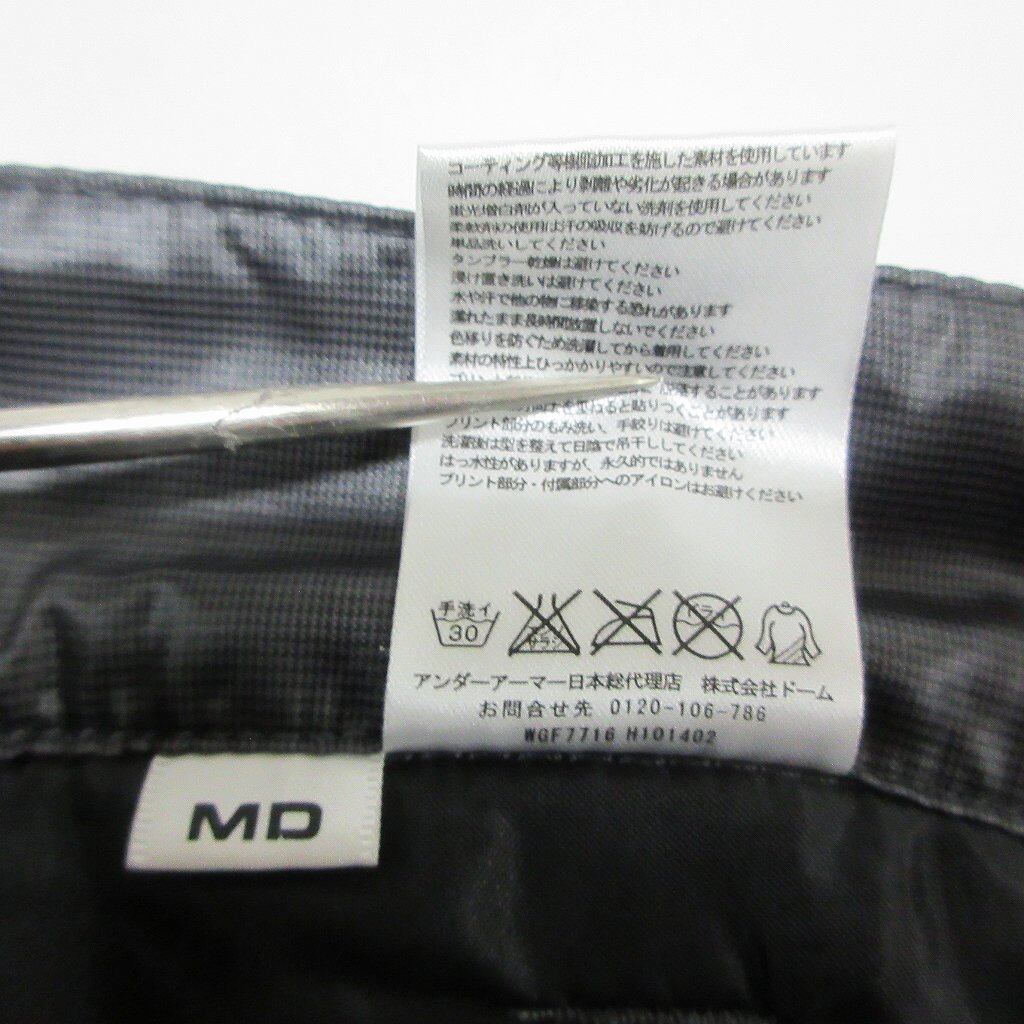 コーティング等樹脂加工を施した素材を使用しています
時間の経過により剥離や劣化が起きる場合があります
蛍光増白剤が入っていない洗剤を使用してください
柔軟剤の使用は汗の吸収を妨げるので避けてください
単品洗いしてください
タンブラー乾燥は避けてください
浸け置き洗いは避けてください
水や汗で他の物に移染する恐れがあります
濡れたまま長時間放置しないでください
色移りを防ぐため洗濯してから着用してください
素材の特性上ひっかかりやすいので注意してください
プリント することがあります
を重ねると貼りつくことがあります
プリント部分のもみ洗い、手絞りは避けてください
洗濯後は型を整えて日陰で吊干ししてください
はっ水性がありますが、永久的ではありません
プリント部分・付属部分へのアイロンはお避けください
手洗イ
30
ドライ
アンダーアーマー日本総代理店 株式会社ドーム
お問合せ先 0120-106-786
WGF7716 H101402
MD